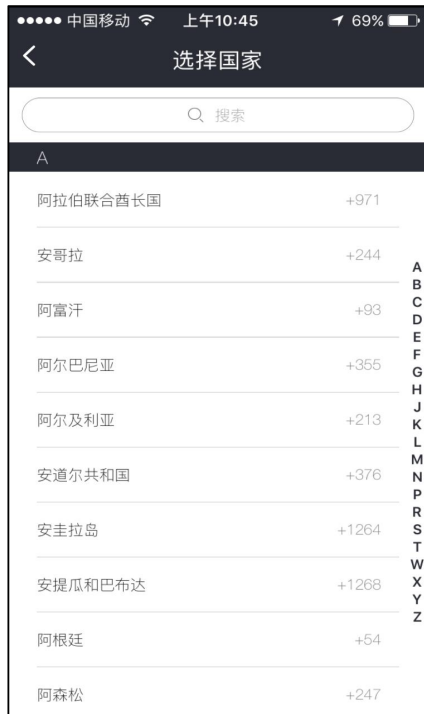 中国移动 上午10:45 69%
选择国家
搜索
A
阿拉伯联合酋长国 +971
安哥拉 +244
阿富汗 +93
阿尔巴尼亚 +355
阿尔及利亚 +213
安道尔共和国 +376
安圭拉岛 +1264
安提瓜和巴布达 +1268
阿根廷 +54
阿森松 +247
A
B
C
D
E
F
G
H
J
K
L
M
N
P
R
S
T
W
X
Y
Z